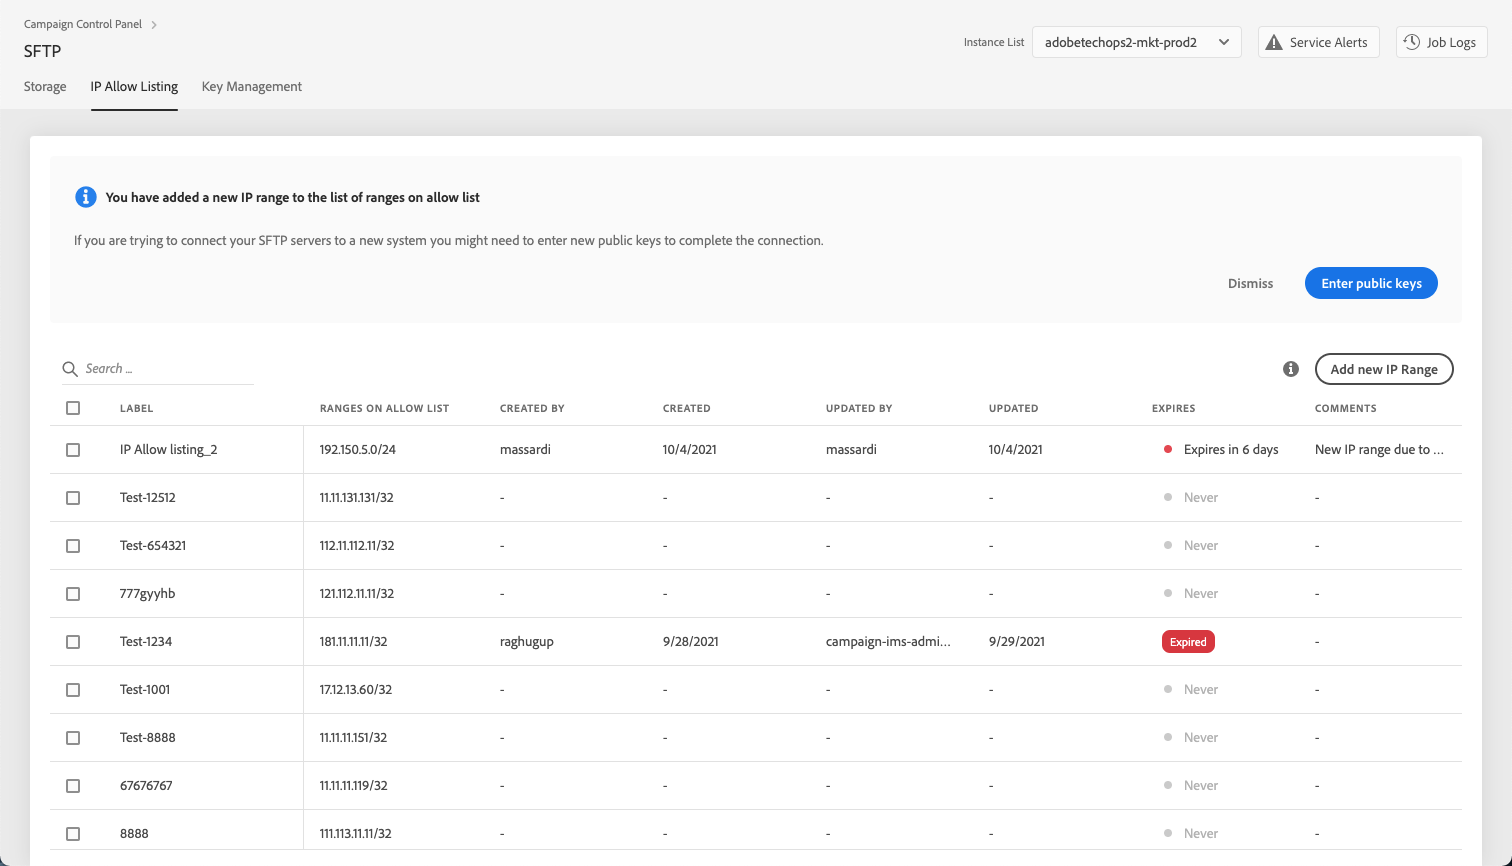 Campaign Control Panel
SFTP
Instance List adobetechops2-mkt-prod2 Service Alerts Job Logs
Storage IP Allow Listing Key Management
You have added a new IP range to the list of ranges on allow list
If you are trying to connect your SFTP servers to a new system you might need to enter new public keys to complete the connection.
Dismiss Enter public keys
Search ... Add new IP Range
LABEL RANGES ON ALLOW LIST CREATED BY CREATED UPDATED BY UPDATED EXPIRES COMMENTS
IP Allow listing_2 192.150.5.0/24 massardi 10/4/2021 massardi 10/4/2021 Expires in 6 days New IP range due to ...
Test-12512 11.11.131.131/32 - - - - Never -
Test-654321 112.11.112.11/32 - - - - Never -
777gyyhb 121.112.11.11/32 - - - - Never -
Test-1234 181.11.11.11/32 raghugup 9/28/2021 campaign-ims-admi... 9/29/2021 Expired -
Test-1001 17.12.13.60/32 - - - - Never -
Test-8888 11.11.11.151/32 - - - - Never -
67676767 11.11.11.119/32 - - - - Never -
8888 111.113.11.11/32 - - - - Never -